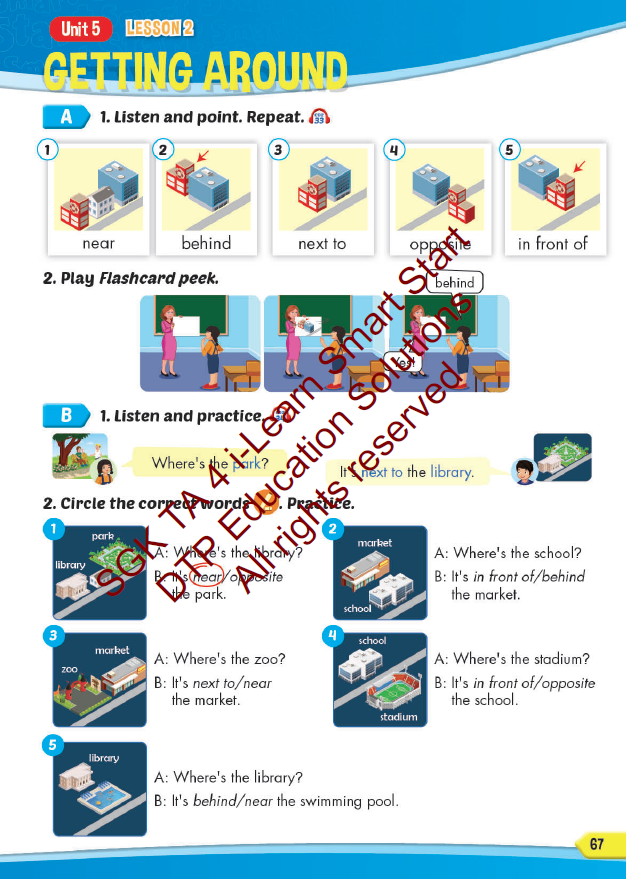 Unit 5 LESSON 2
GETTING AROUND
A 1. Listen and point. Repeat. CD2 33
1 2 3 4 5
near behind next to opposite in front of
2. Play Flashcard peek.
behind
Yes!
B 1. Listen and practice.
Where's the park?
It's next to the library.
2. Circle the correct words . Practice.
1
park
library
A: Where's the library?
B: It's near/opposite
the park.
2
market
school
A: Where's the school?
B: It's in front of/behind
the market.
3
market
zoo
A: Where's the zoo?
B: It's next to/near
the market.
4
school
stadium
A: Where's the stadium?
B: It's in front of/opposite
the school.
5
library
A: Where's the library?
B: It's behind/near the swimming pool.
67
SGK TA 4 i-Learn Smart Start
DTP Education Solutions
All rights reserved